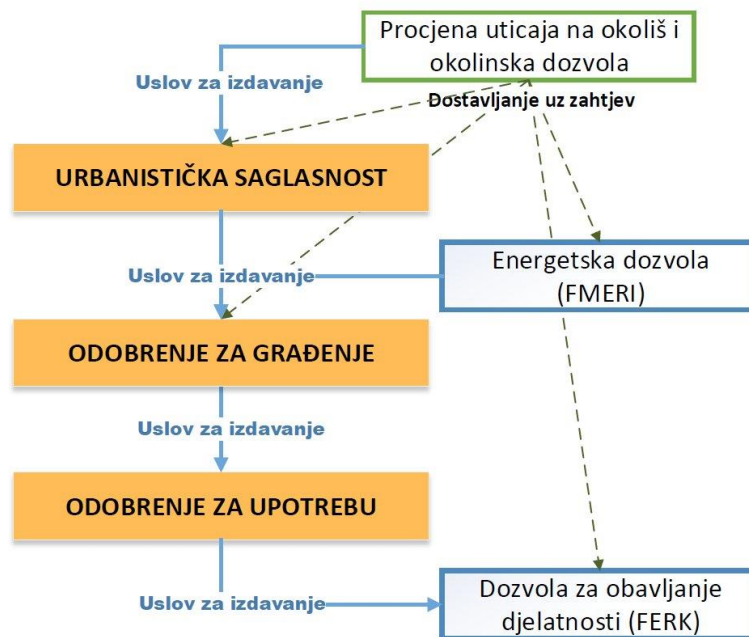 Procjena uticaja na okoliš i
okolinska dozvola
Uslov za izdavanje
Dostavljanje uz zahtjev
URBANISTIČKA SAGLASNOST
Energetska dozvola
(FMERI)
Uslov za izdavanje
ODOBRENJE ZA GRAĐENJE
Uslov za izdavanje
ODOBRENJE ZA UPOTREBU
Dozvola za obavljanje
djelatnosti (FERK)
Uslov za izdavanje